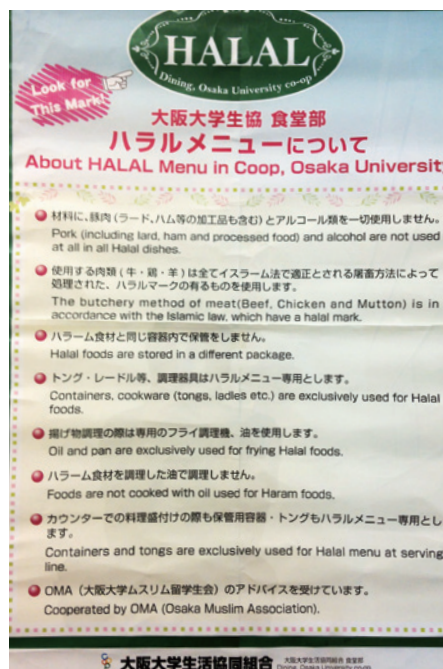 HALAL
Dining, Osaka University co-op
Look for
This Mark!
大阪大学生協 食堂部
ハラルメニューについて
About HALAL Menu in Coop, Osaka Universit
材料に、豚肉(ラード、ハム等の加工品も含む)とアルコール類を一切使用しません。
Pork (including lard, ham and processed food) and alcohol are not used
at all in all Halal dishes.
使用する肉類(牛・鶏・羊)は全てイスラーム法で適正とされる屠畜方法によって
処理された、ハラルマークの有るものを使用します。
The butchery method of meat(Beef, Chicken and Mutton) is in
accordance with the Islamic law, which have a halal mark.
ハラーム食材と同じ容器内で保管をしません。
Halal foods are stored in a different package.
トング・レードル等、調理器具はハラルメニュー専用とします。
Containers, cookware (tongs, ladles etc.) are exclusively used for Halal
foods.
揚げ物調理の際は専用のフライ調理機、油を使用します。
Oil and pan are exclusively used for frying Halal foods.
ハラーム食材を調理した油で調理しません。
Foods are not cooked with oil used for Haram foods.
カウンターでの料理盛付けの際も保管用容器・トングもハラルメニュー専用とし
ます。
Containers and tongs are exclusively used for Halal menu at serving
line.
OMA(大阪大学ムスリム留学生会)のアドバイスを受けています。
Cooperated by OMA (Osaka Muslim Association).
大阪大学生活協同組合 大阪大学生活協同組合 食堂部
Dining, Osaka University co-op